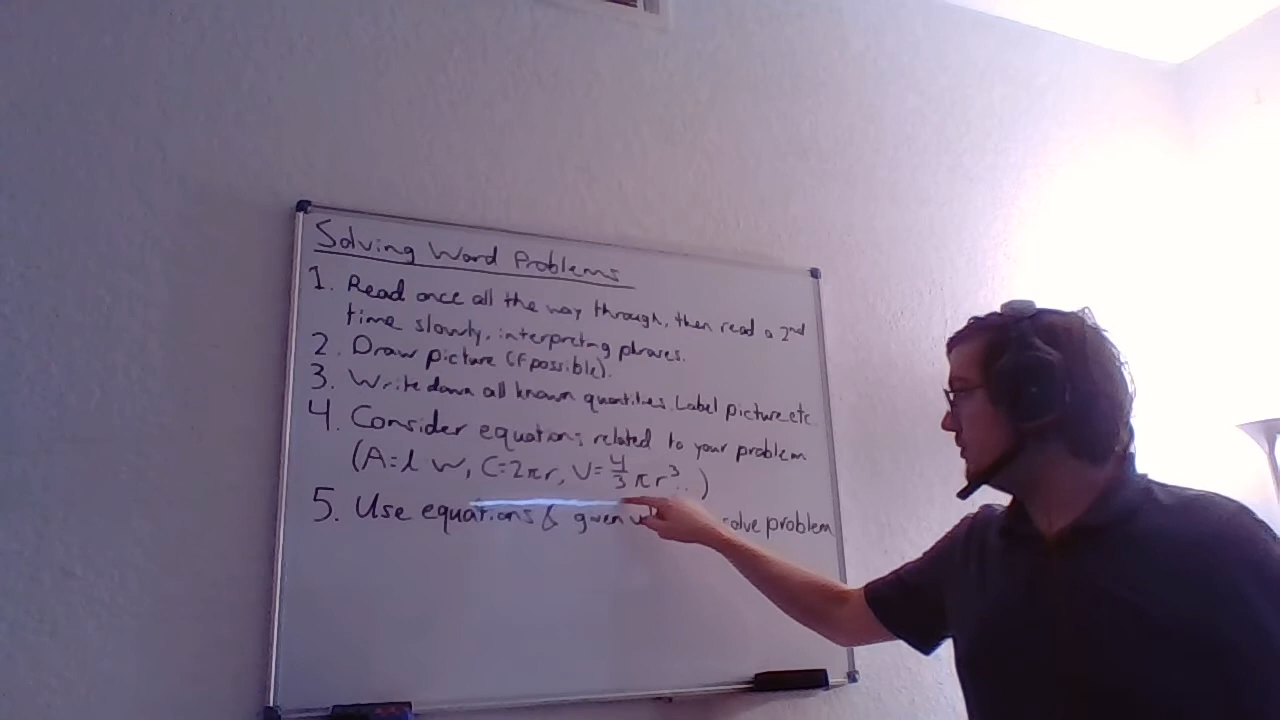 Solving Word Problems
1. Read once all the way through, then read a 2nd
time slowly, interpreting phrases.
2. Draw picture (if possible).
3. Write down all known quantities. Label picture etc.
4. Consider equations related to your problem
(A=l w, C=2πr, V=4/3 πr³...)
5. Use equations & given solve problem